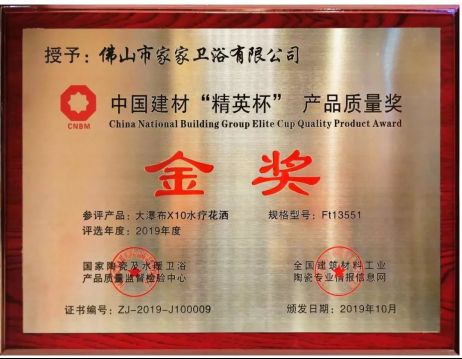 授予：佛山市家家卫浴有限公司
CNBM
中国建材“精英杯” 产品质量奖
China National Building Group Elite Cup Quality Product Award
金奖
参评产品：大瀑布X10水疗花洒 规格型号：Ft13551
评选年度：2019年度
国家陶瓷及水暖卫浴
产品质量监督检验中心
全国建筑材料工业
陶瓷专业情报信息网
证书编号：ZJ-2019-J100009 颁发日期：2019年10月